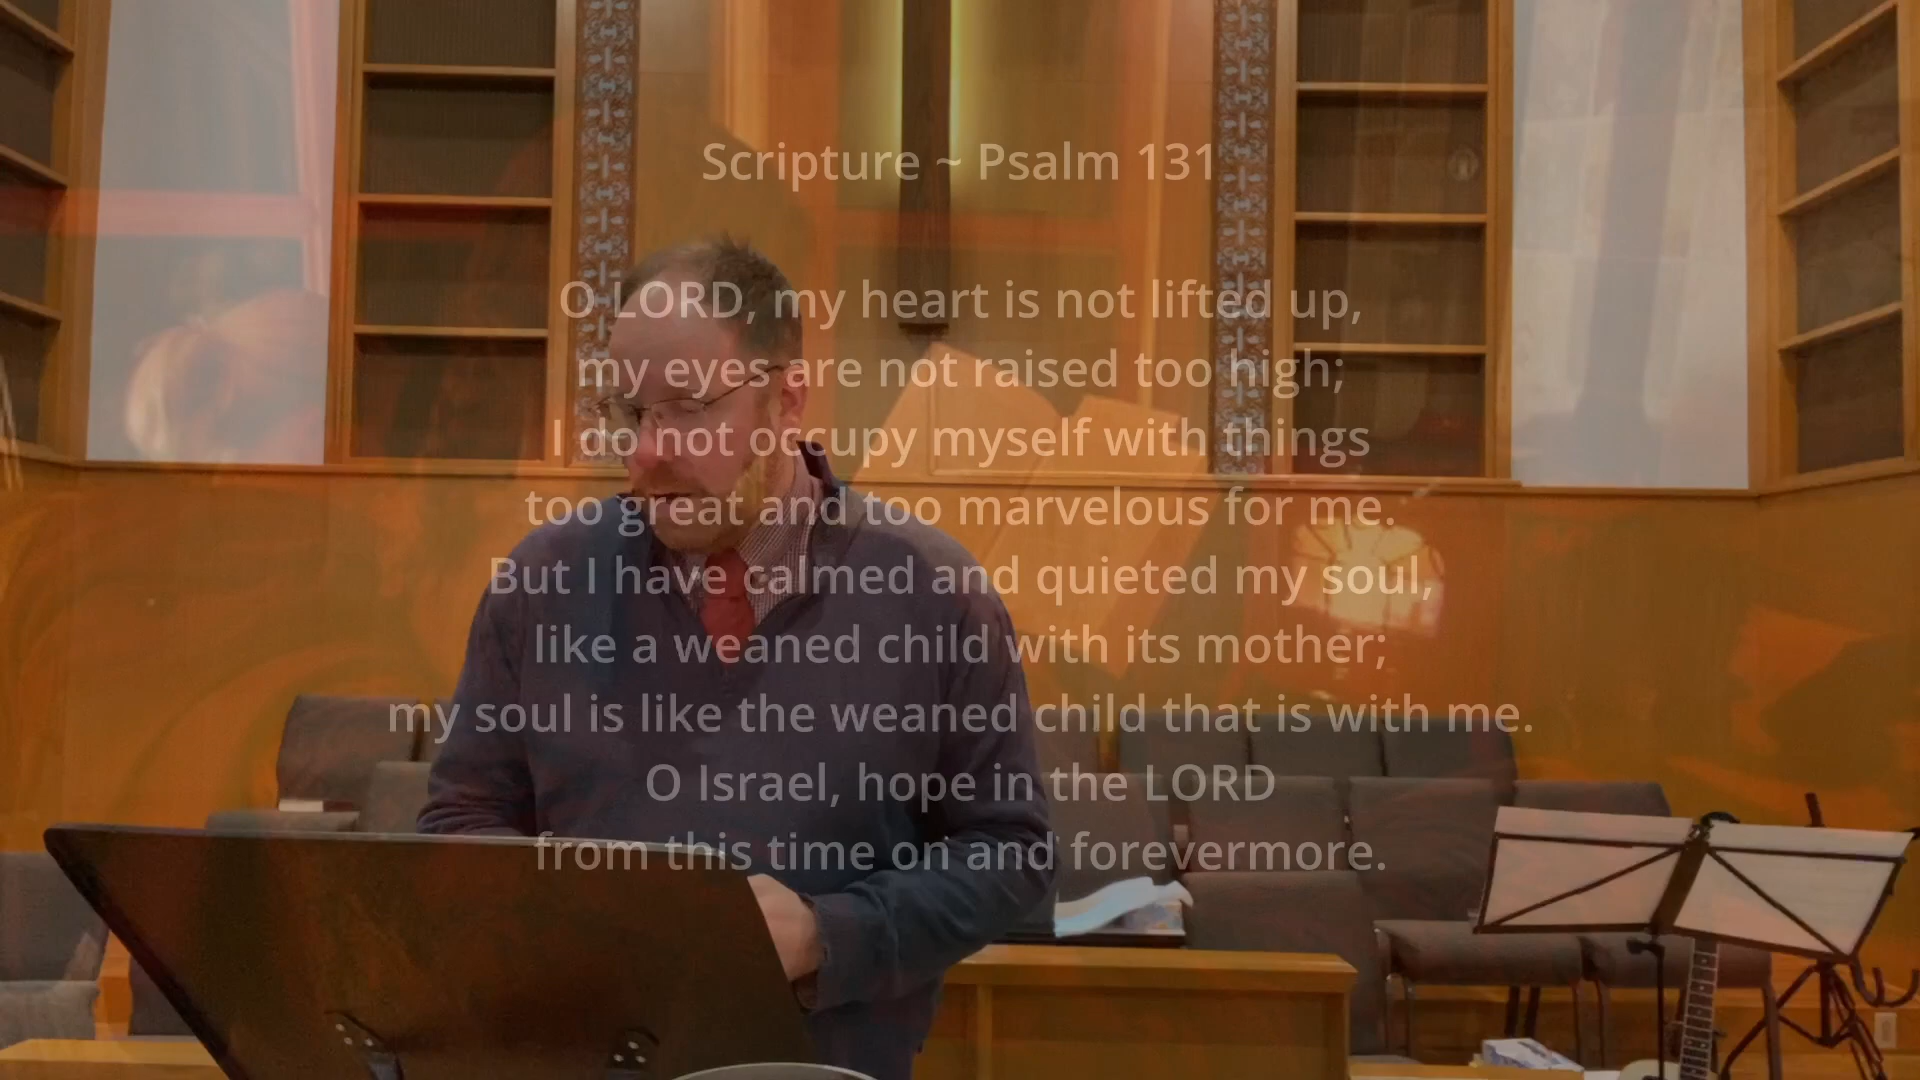 Scripture ~ Psalm 131
O LORD, my heart is not lifted up,
my eyes are not raised too high;
I do not occupy myself with things
too great and too marvelous for me.
But I have calmed and quieted my soul,
like a weaned child with its mother;
my soul is like the weaned child that is with me.
O Israel, hope in the LORD
from this time on and forevermore.